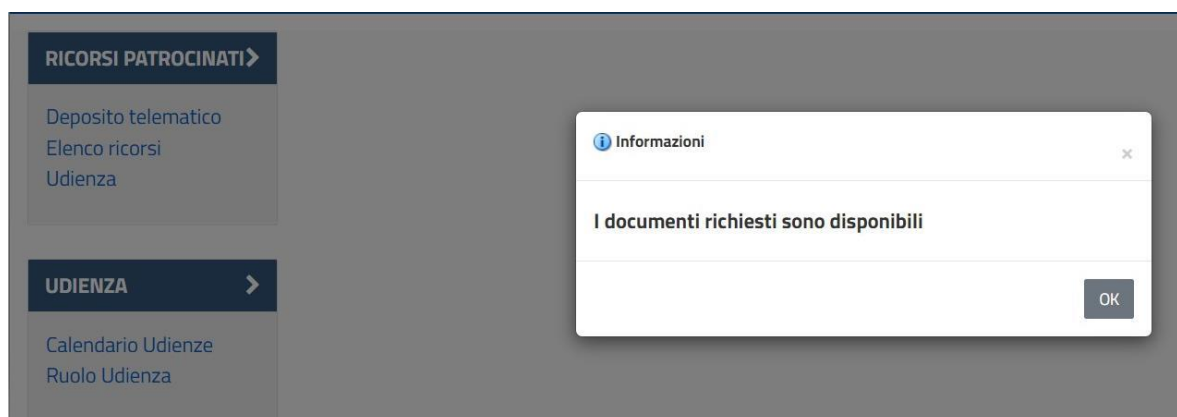 RICORSI PATROCINATI
Deposito telematico
Elenco ricorsi
Udienza
UDIENZA
Calendario Udienze
Ruolo Udienza
Informazioni
I documenti richiesti sono disponibili
OK